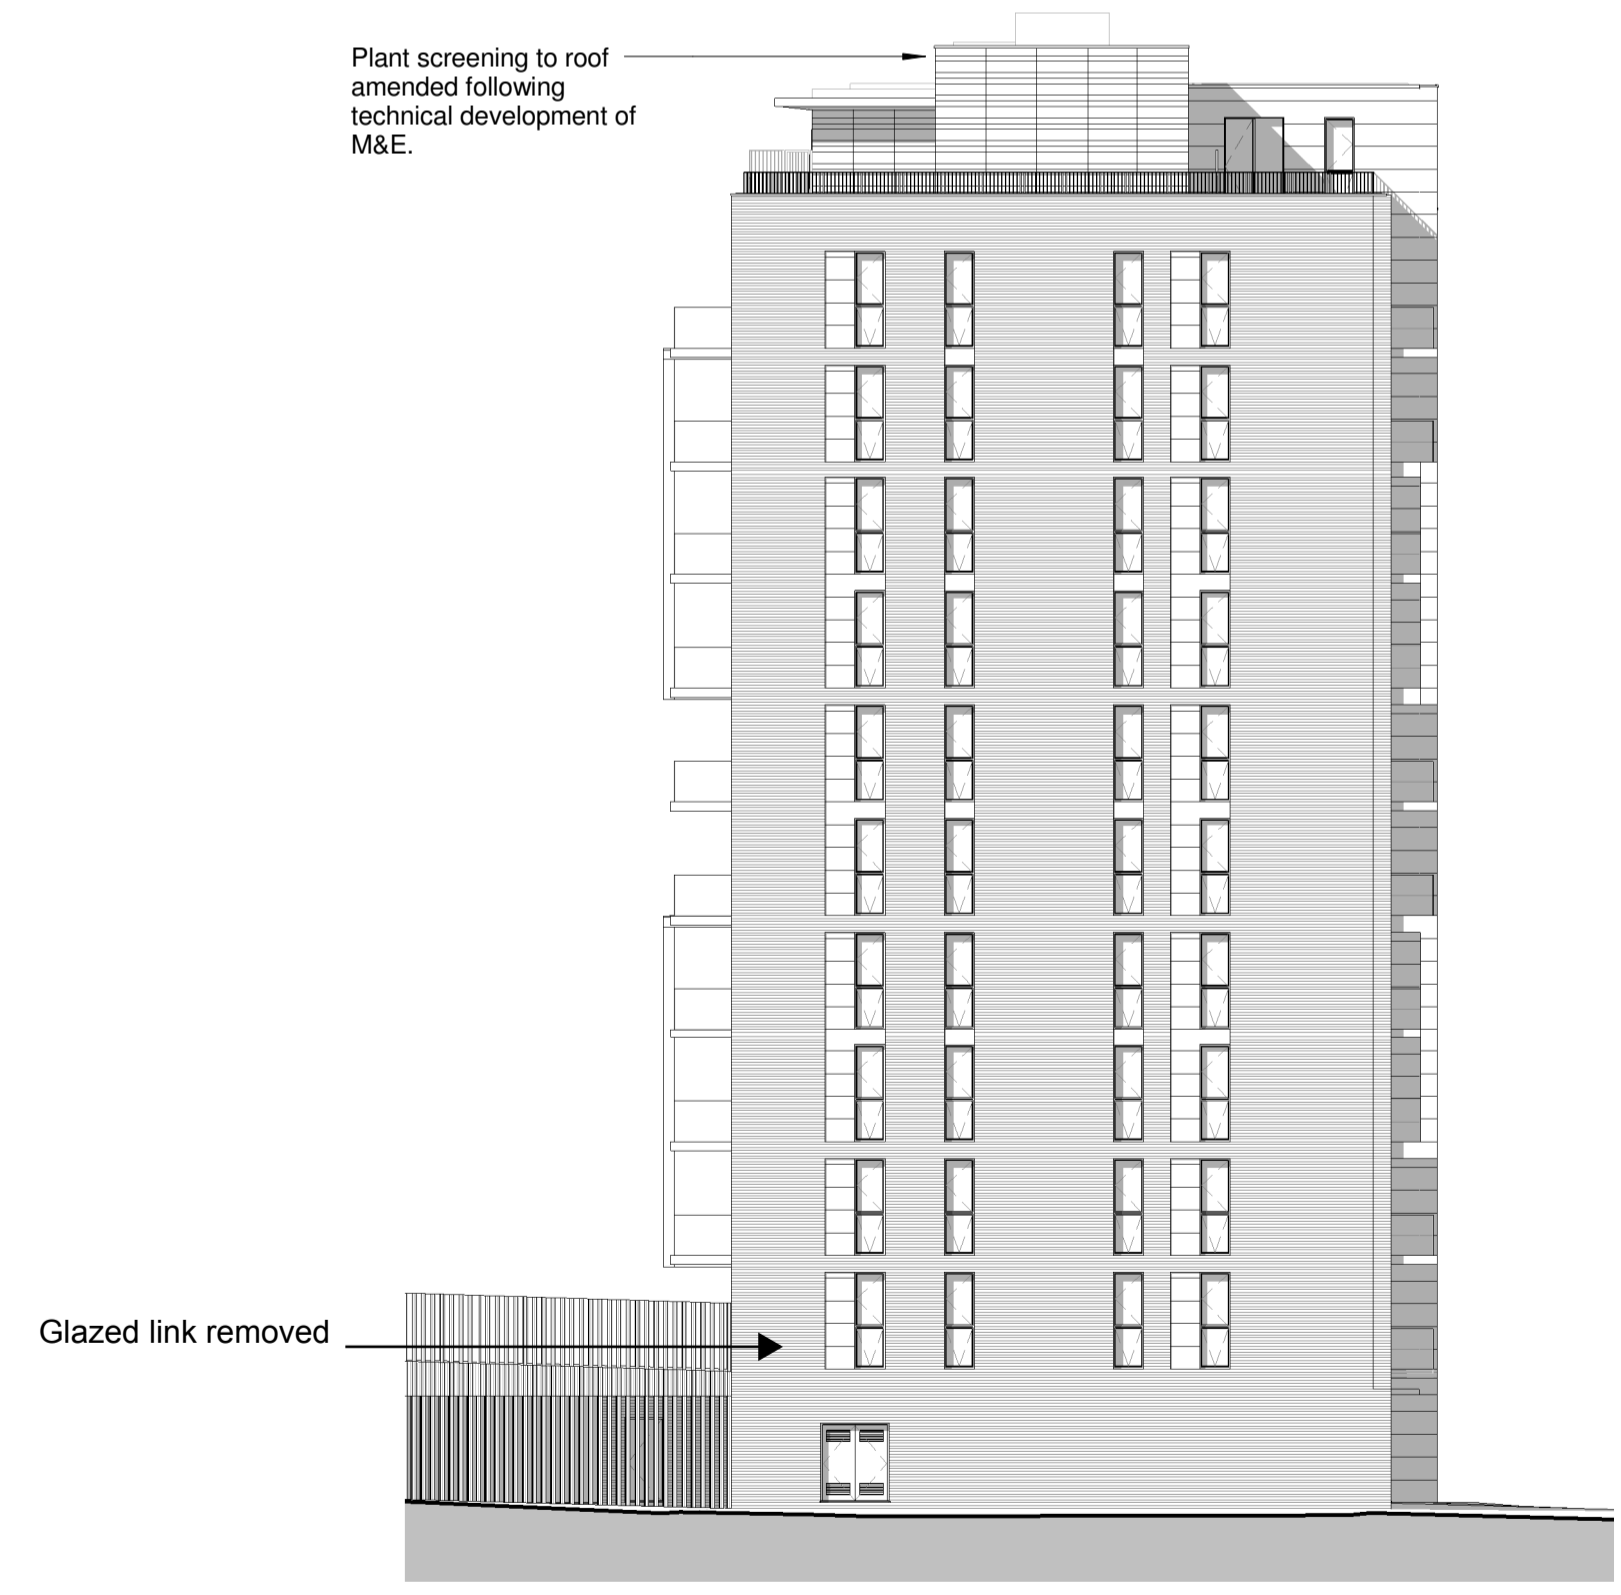 Plant screening to roof
amended following
technical development of
M&E.
Glazed link removed